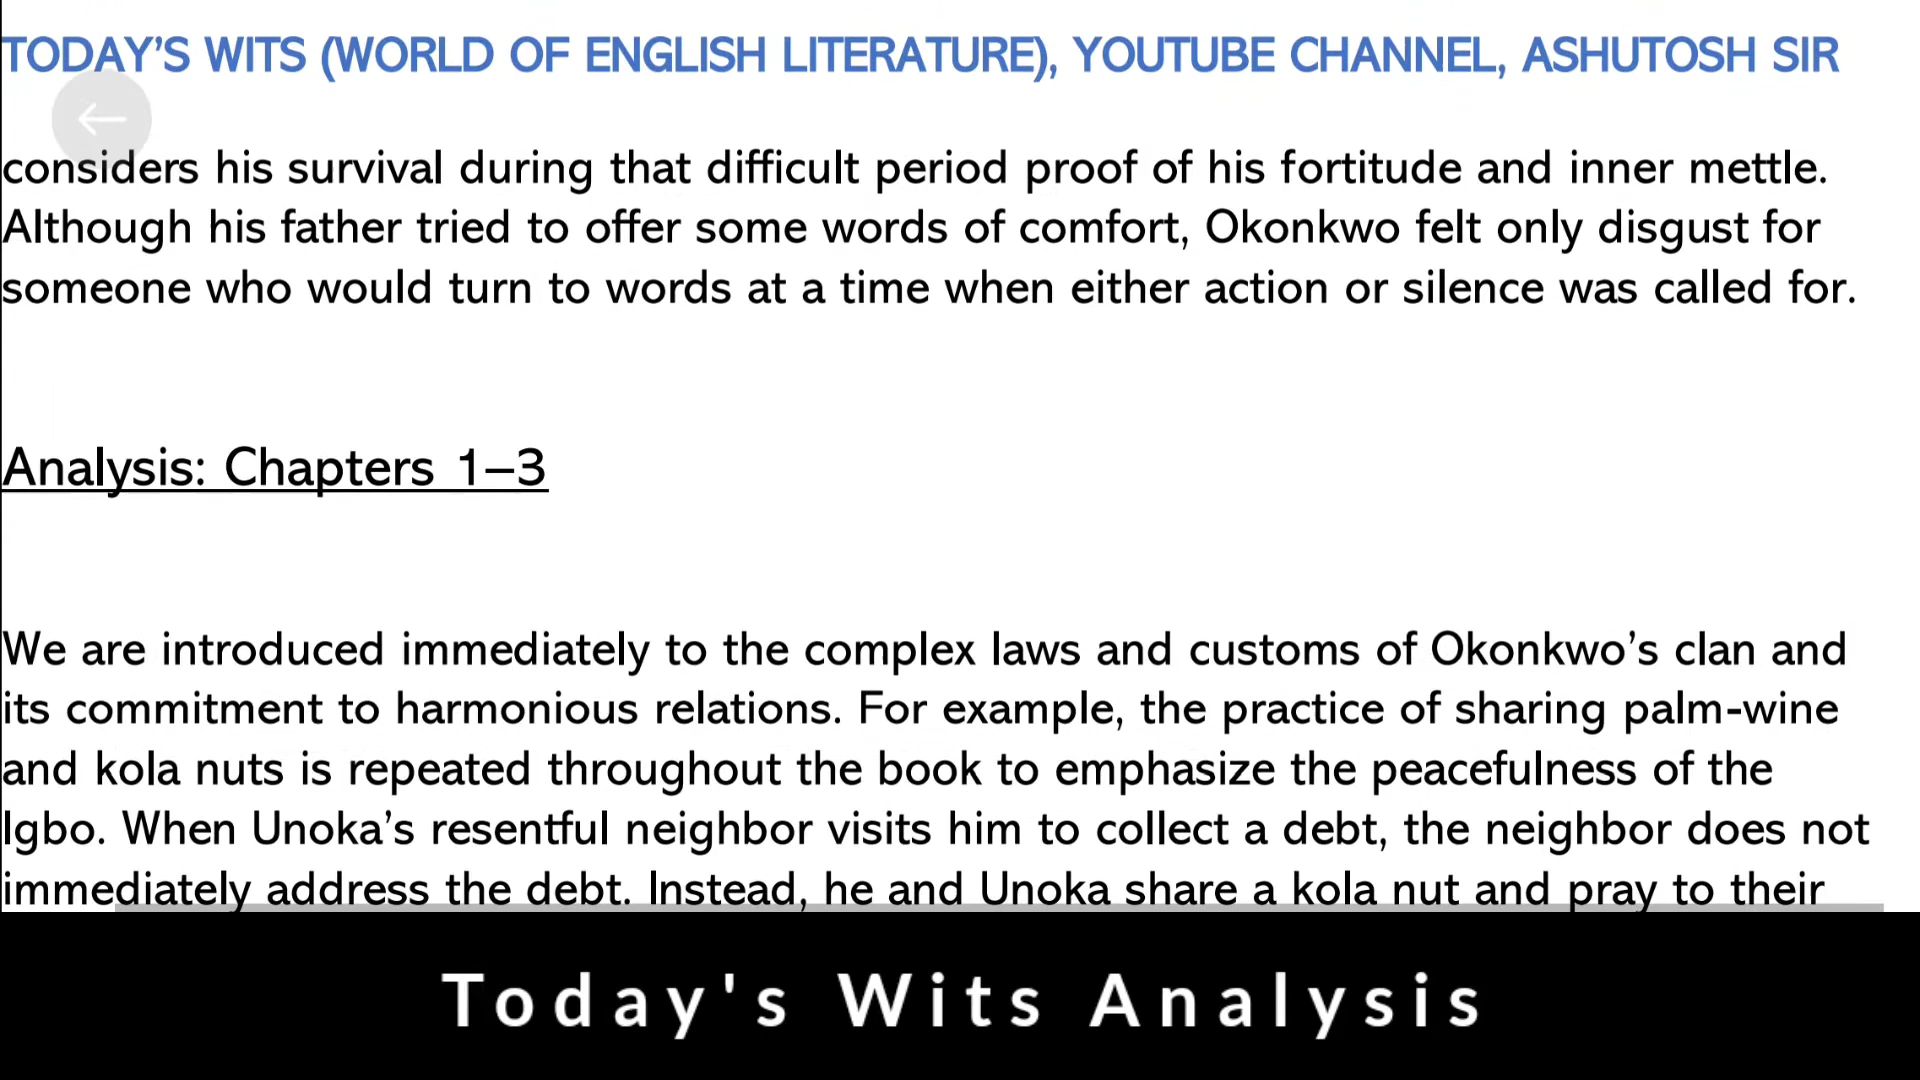 TODAY’S WITS (WORLD OF ENGLISH LITERATURE), YOUTUBE CHANNEL, ASHUTOSH SIR
considers his survival during that difficult period proof of his fortitude and inner mettle.
Although his father tried to offer some words of comfort, Okonkwo felt only disgust for
someone who would turn to words at a time when either action or silence was called for.
Analysis: Chapters 1–3
We are introduced immediately to the complex laws and customs of Okonkwo’s clan and
its commitment to harmonious relations. For example, the practice of sharing palm-wine
and kola nuts is repeated throughout the book to emphasize the peacefulness of the
Igbo. When Unoka’s resentful neighbor visits him to collect a debt, the neighbor does not
immediately address the debt. Instead, he and Unoka share a kola nut and pray to their
Today's Wits Analysis